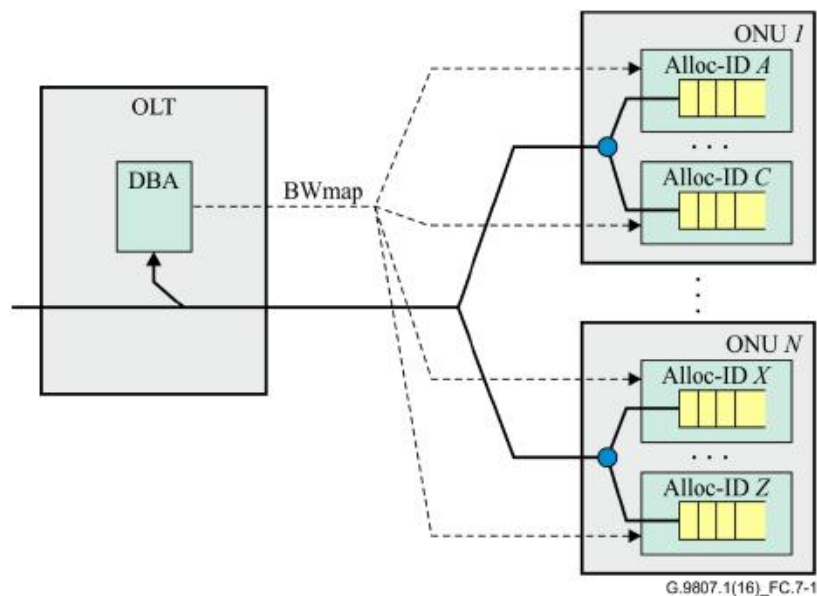 OLT
DBA
BWmap
ONU 1
Alloc-ID A
. . .
Alloc-ID C
ONU N
Alloc-ID X
. . .
Alloc-ID Z
G.9807.1(16)_FC.7-1